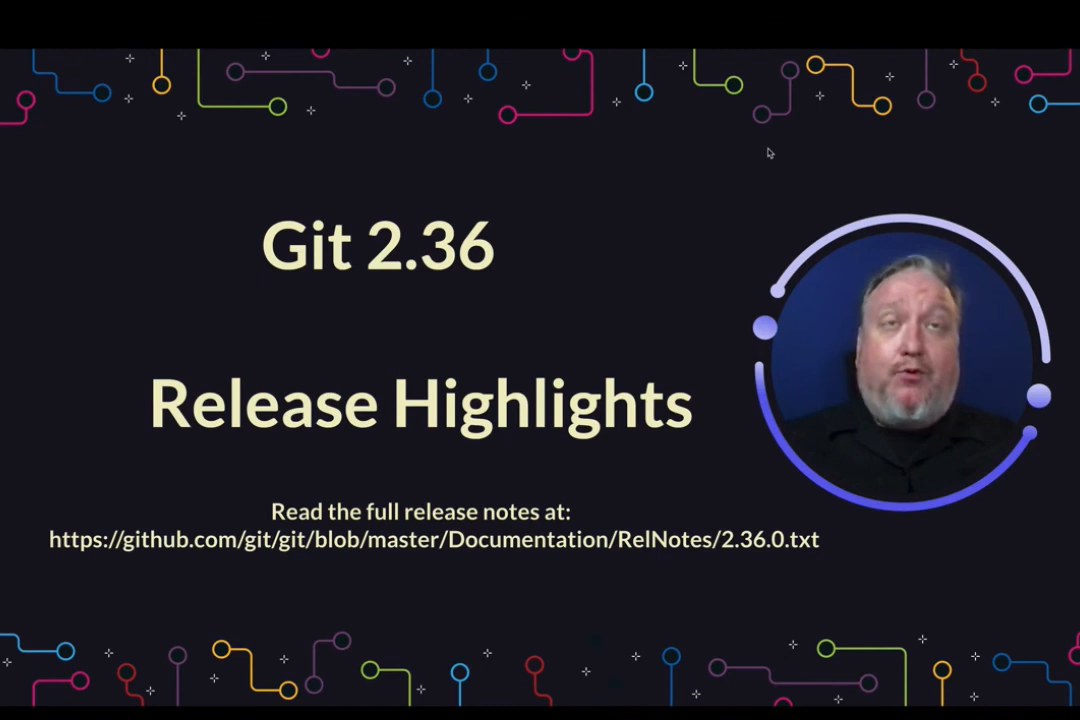 Git 2.36
Release Highlights
Read the full release notes at:
https://github.com/git/git/blob/master/Documentation/RelNotes/2.36.0.txt